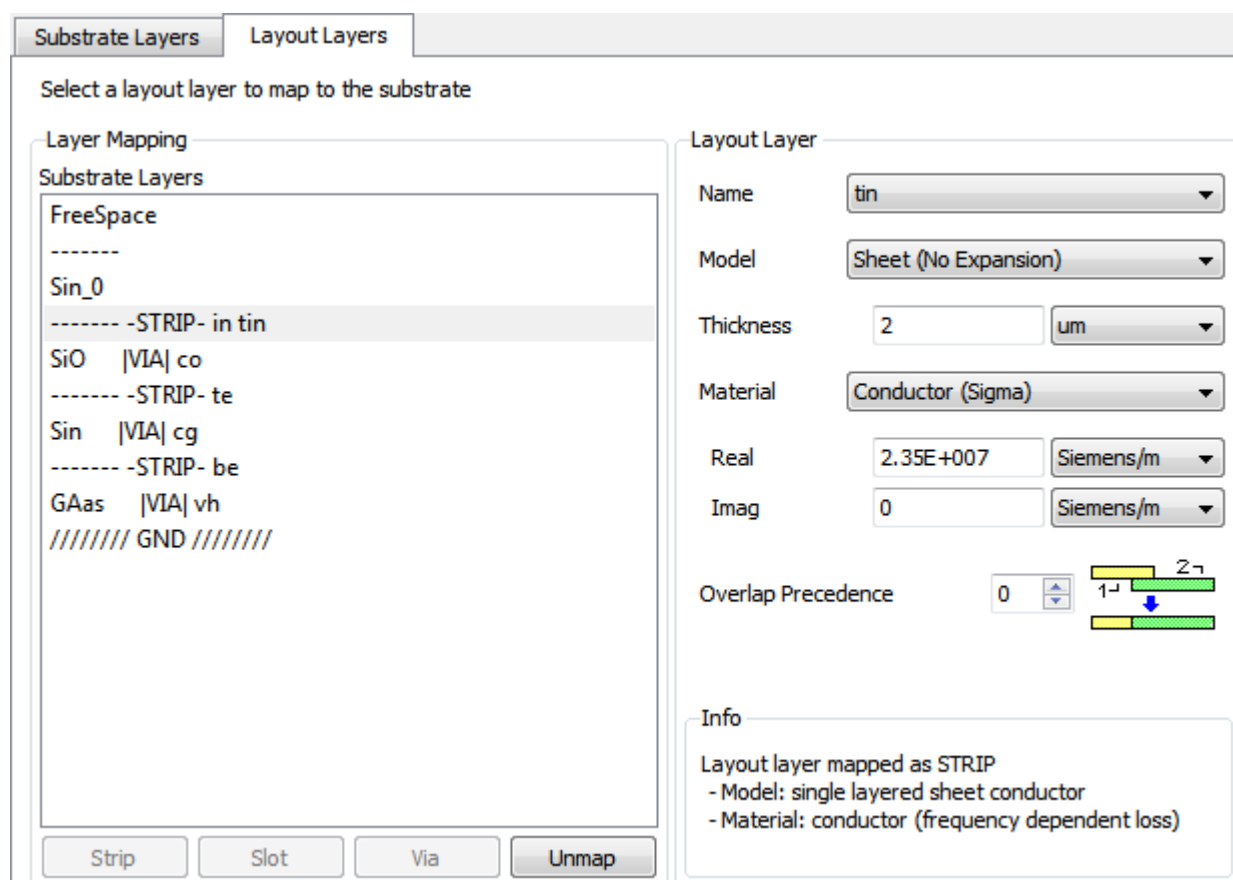 Substrate Layers
Layout Layers
Select a layout layer to map to the substrate
Layer Mapping
Substrate Layers
FreeSpace
-------
Sin_0
------- -STRIP- in tin
SiO |VIA| co
------- -STRIP- te
Sin |VIA| cg
------- -STRIP- be
GAas |VIA| vh
//////// GND ////////
Strip
Slot
Via
Unmap
Layout Layer
Name tin
Model Sheet (No Expansion)
Thickness 2 um
Material Conductor (Sigma)
Real 2.35E+007 Siemens/m
Imag 0 Siemens/m
Overlap Precedence 0
1
2
Info
Layout layer mapped as STRIP
- Model: single layered sheet conductor
- Material: conductor (frequency dependent loss)